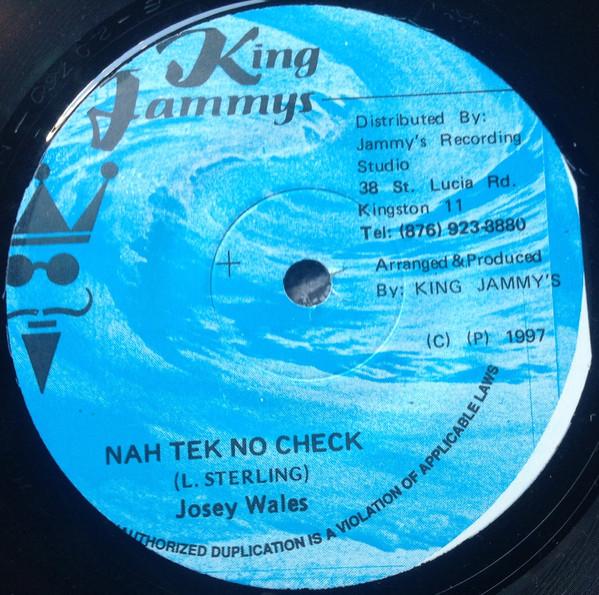 King
Jammys
Distributed By:
Jammy's Recording
Studio
38 St. Lucia Rd.
Kingston 11
Tel: (876) 923-8880
Arranged & Produced
By: KING JAMMY'S
(C) (P) 1997
NAH TEK NO CHECK
(L. STERLING)
Josey Wales
AUTHORIZED DUPLICATION IS A VIOLATION OF APPLICABLE LAWS